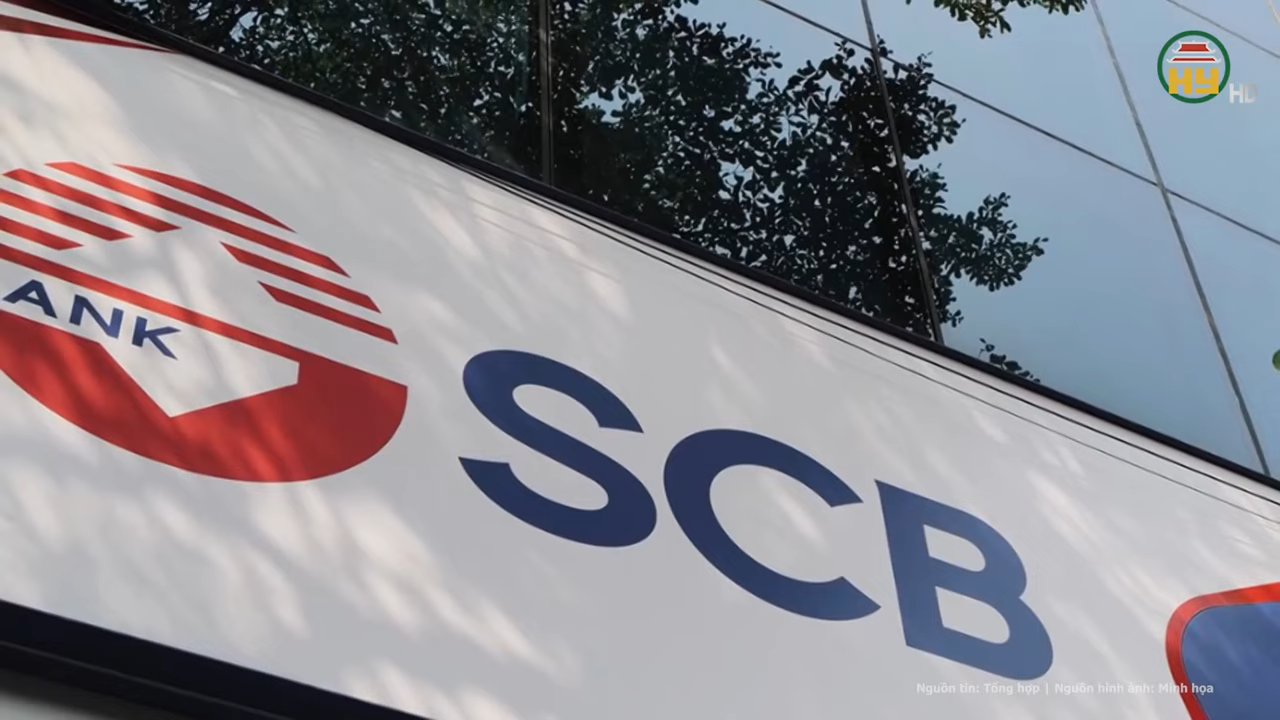 HY HD
ANK
SCB
Nguồn tin: Tổng hợp | Nguồn hình ảnh: Minh họa